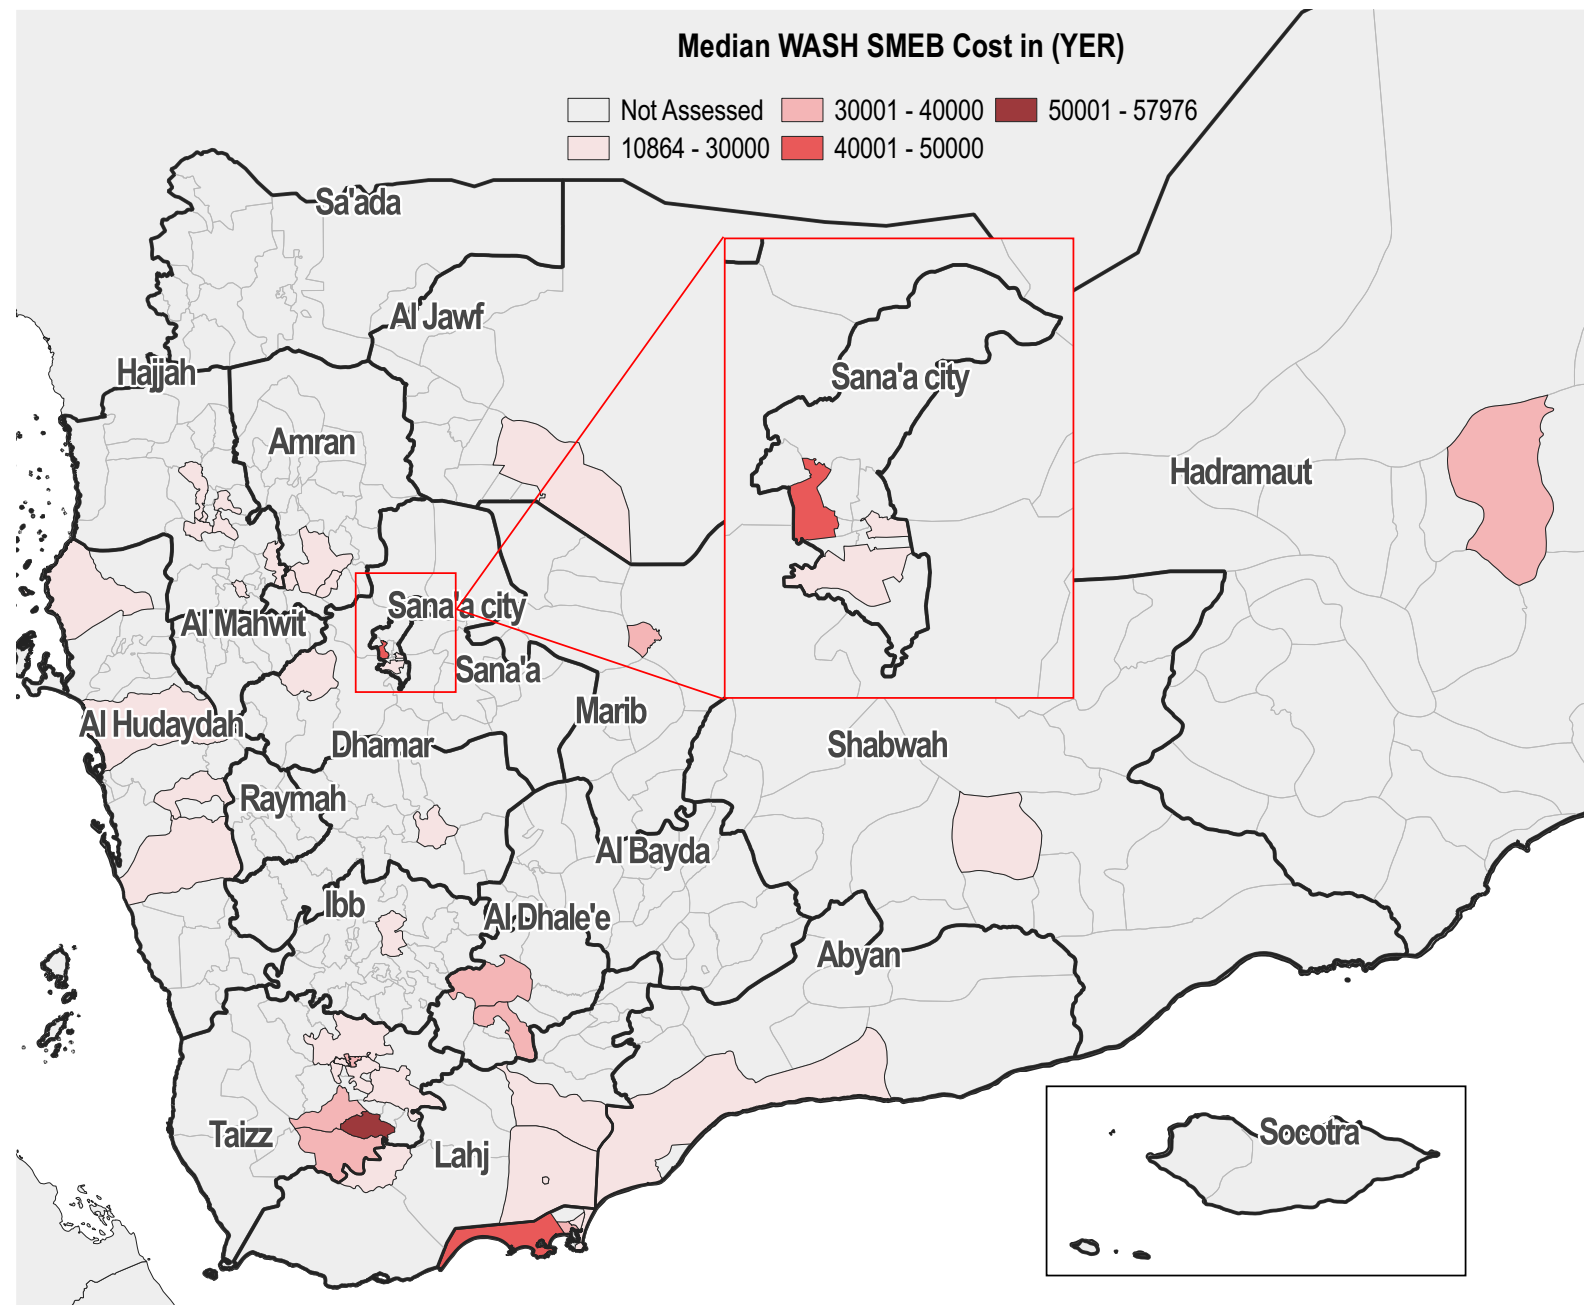 Median WASH SMEB Cost in (YER)
Not Assessed
30001 - 40000
50001 - 57976
10864 - 30000
40001 - 50000
Sa'ada
Al Jawf
Hajjah
Sana'a city
Amran
Hadramaut
Sana'a city
Al Mahwit
Sana'a
Marib
Al Hudaydah
Dhamar
Shabwah
Raymah
Al Bayda
Ibb
Al Dhale'e
Abyan
Taizz
Lahj
Socotra